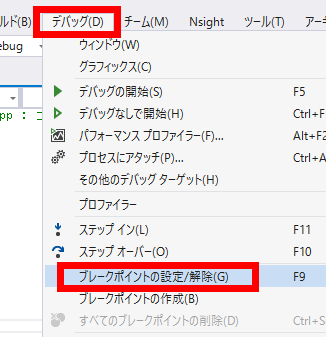 ルド(B) デバッグ(D) チーム(M) Nsight ツール(T) アーキ
ebug ウィンドウ(W)
グラフィックス(C)
デバッグの開始(S) F5
pp : コ デバッグなしで開始(H) Ctrl+F
パフォーマンス プロファイラー(F)... Alt+F2
プロセスにアタッチ(P)... Ctrl+A
その他のデバッグ ターゲット(H)
プロファイラー
ステップ イン(L) F11
ステップ オーバー(O) F10
ブレークポイントの設定/解除(G) F9
ブレークポイントの作成(B)
すべてのブレークポイントの削除(D) Ctrl+S